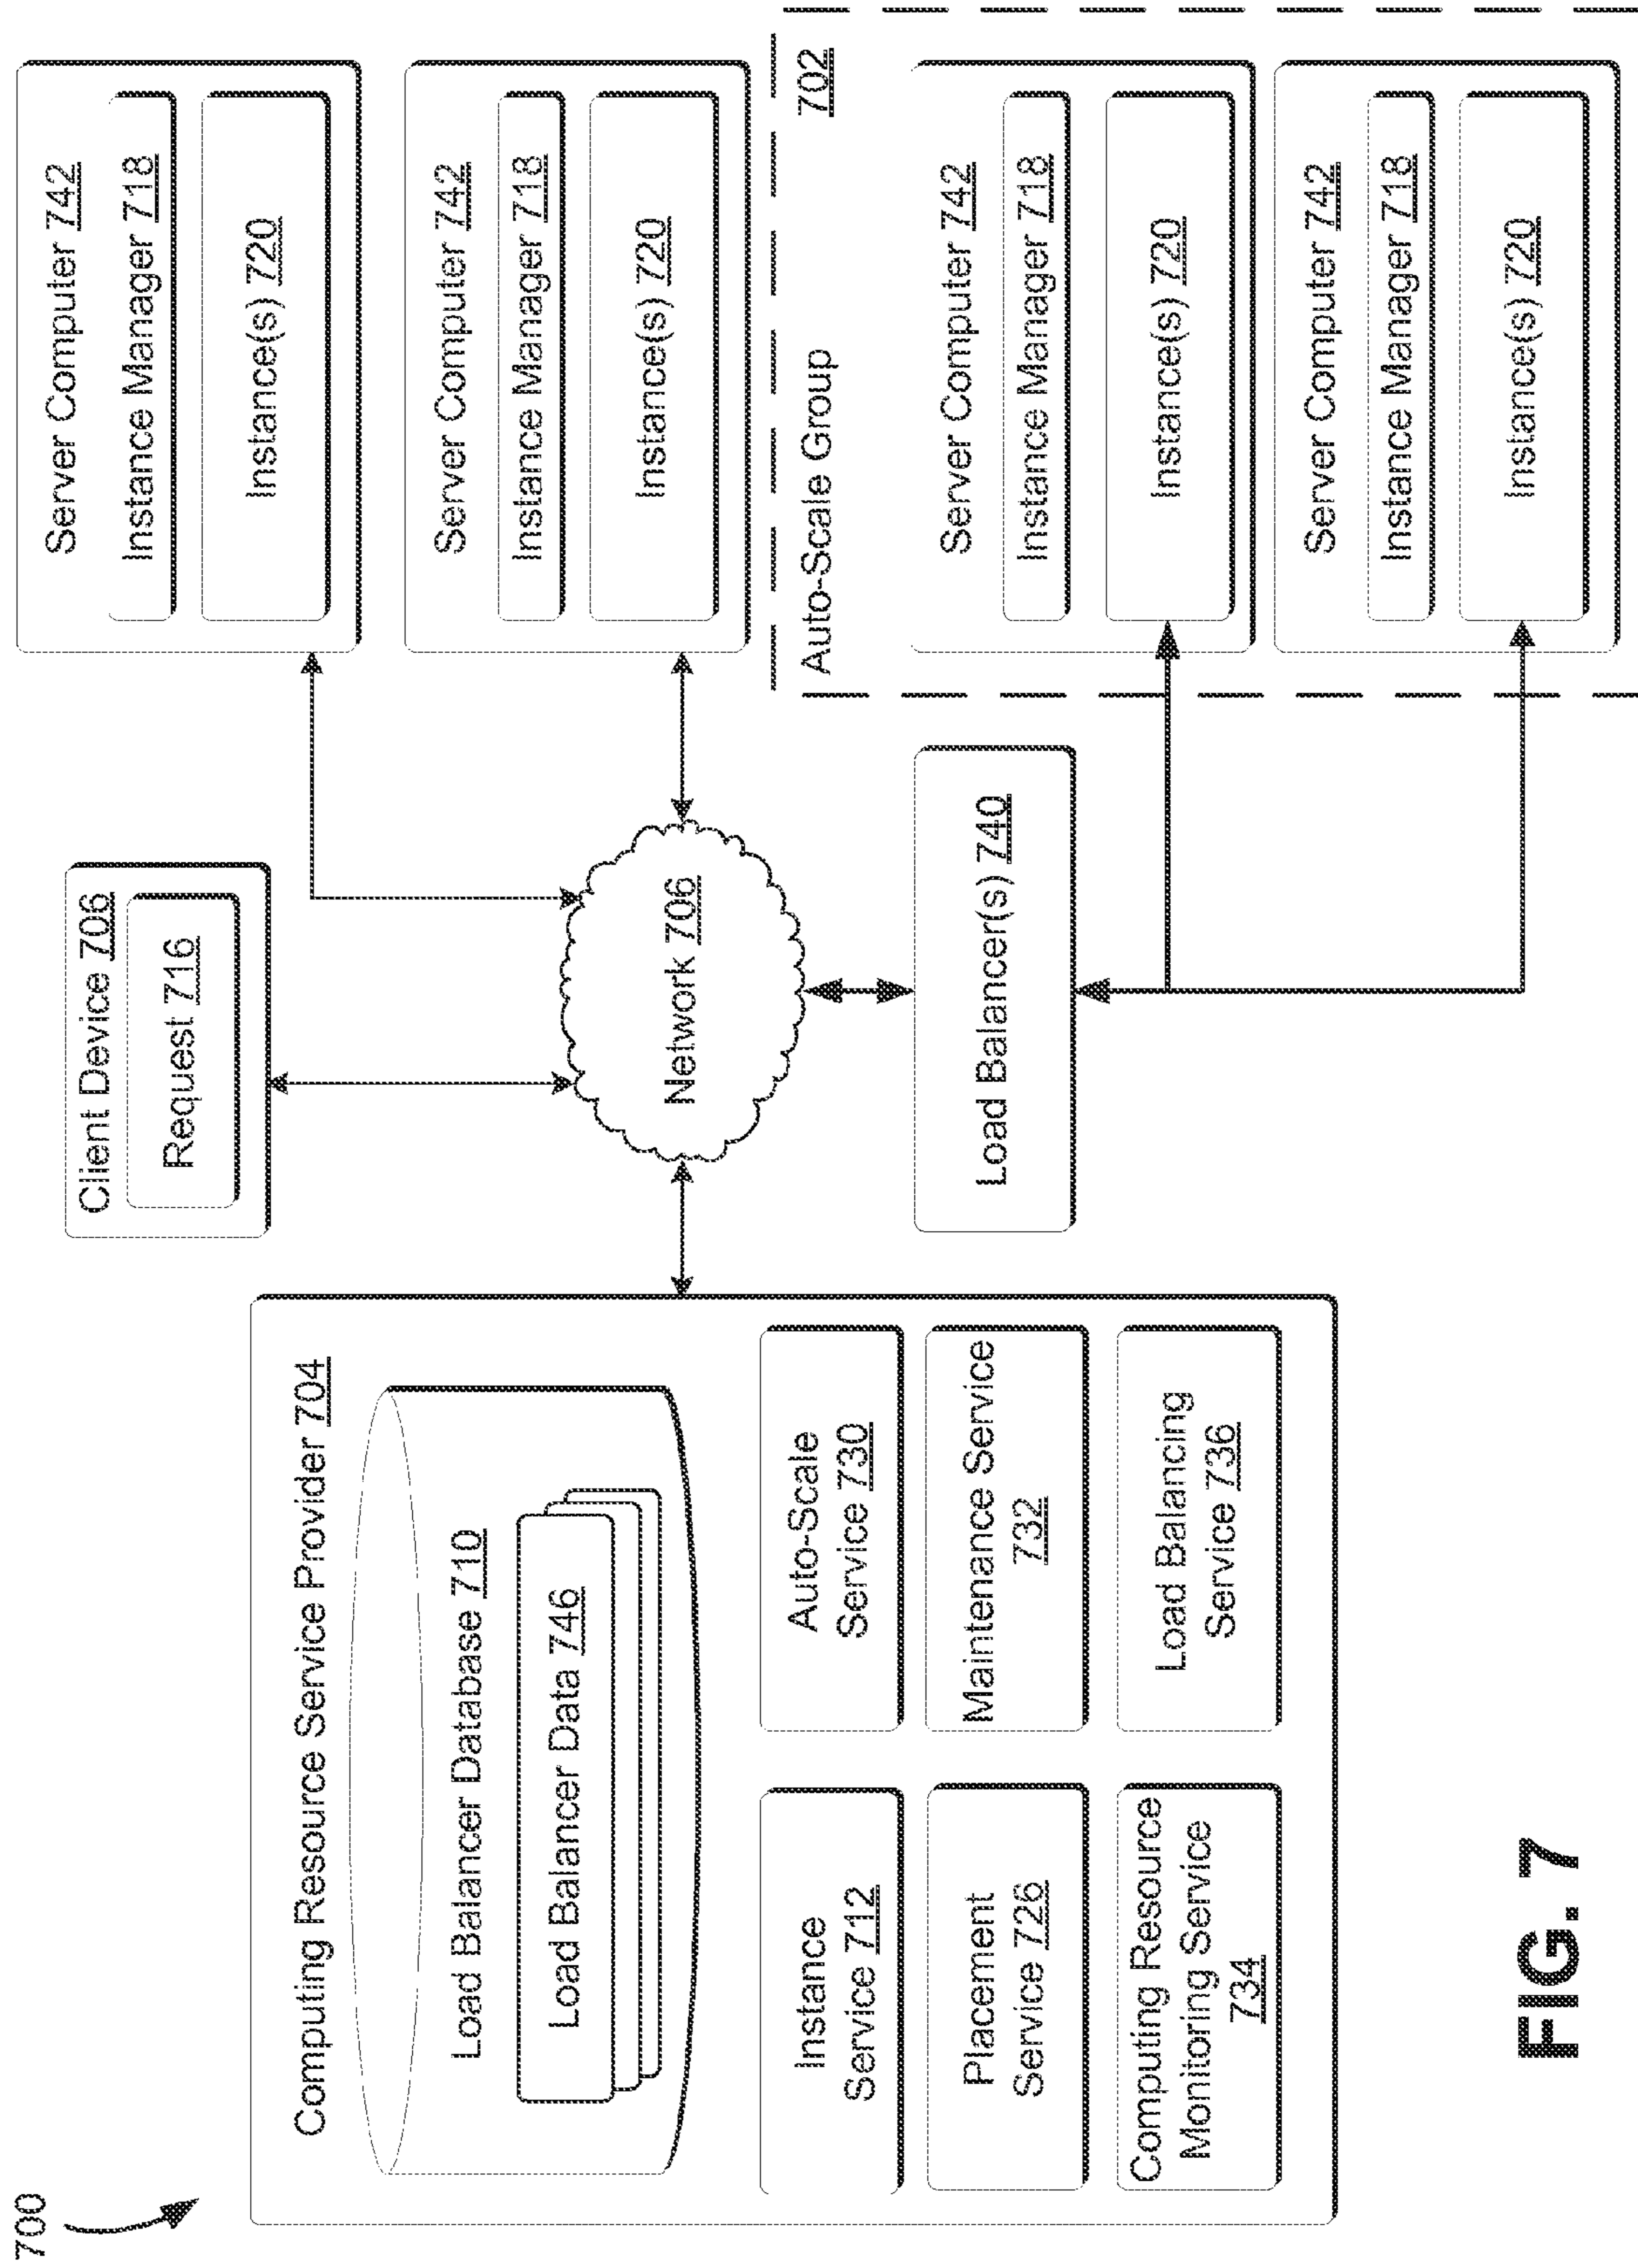 700
Computing Resource Service Provider 704
Load Balancer Database 710
Load Balancer Data 746
Instance
Service 712
Auto-Scale
Service 730
Placement
Service 726
Maintenance Service
732
Computing Resource
Monitoring Service
734
Load Balancing
Service 736
Client Device 706
Request 716
Network 706
Load Balancer(s) 740
Server Computer 742
Instance Manager 718
Instance(s) 720
Server Computer 742
Instance Manager 718
Instance(s) 720
Auto-Scale Group
702
Server Computer 742
Instance Manager 718
Instance(s) 720
Server Computer 742
Instance Manager 718
Instance(s) 720
FIG. 7